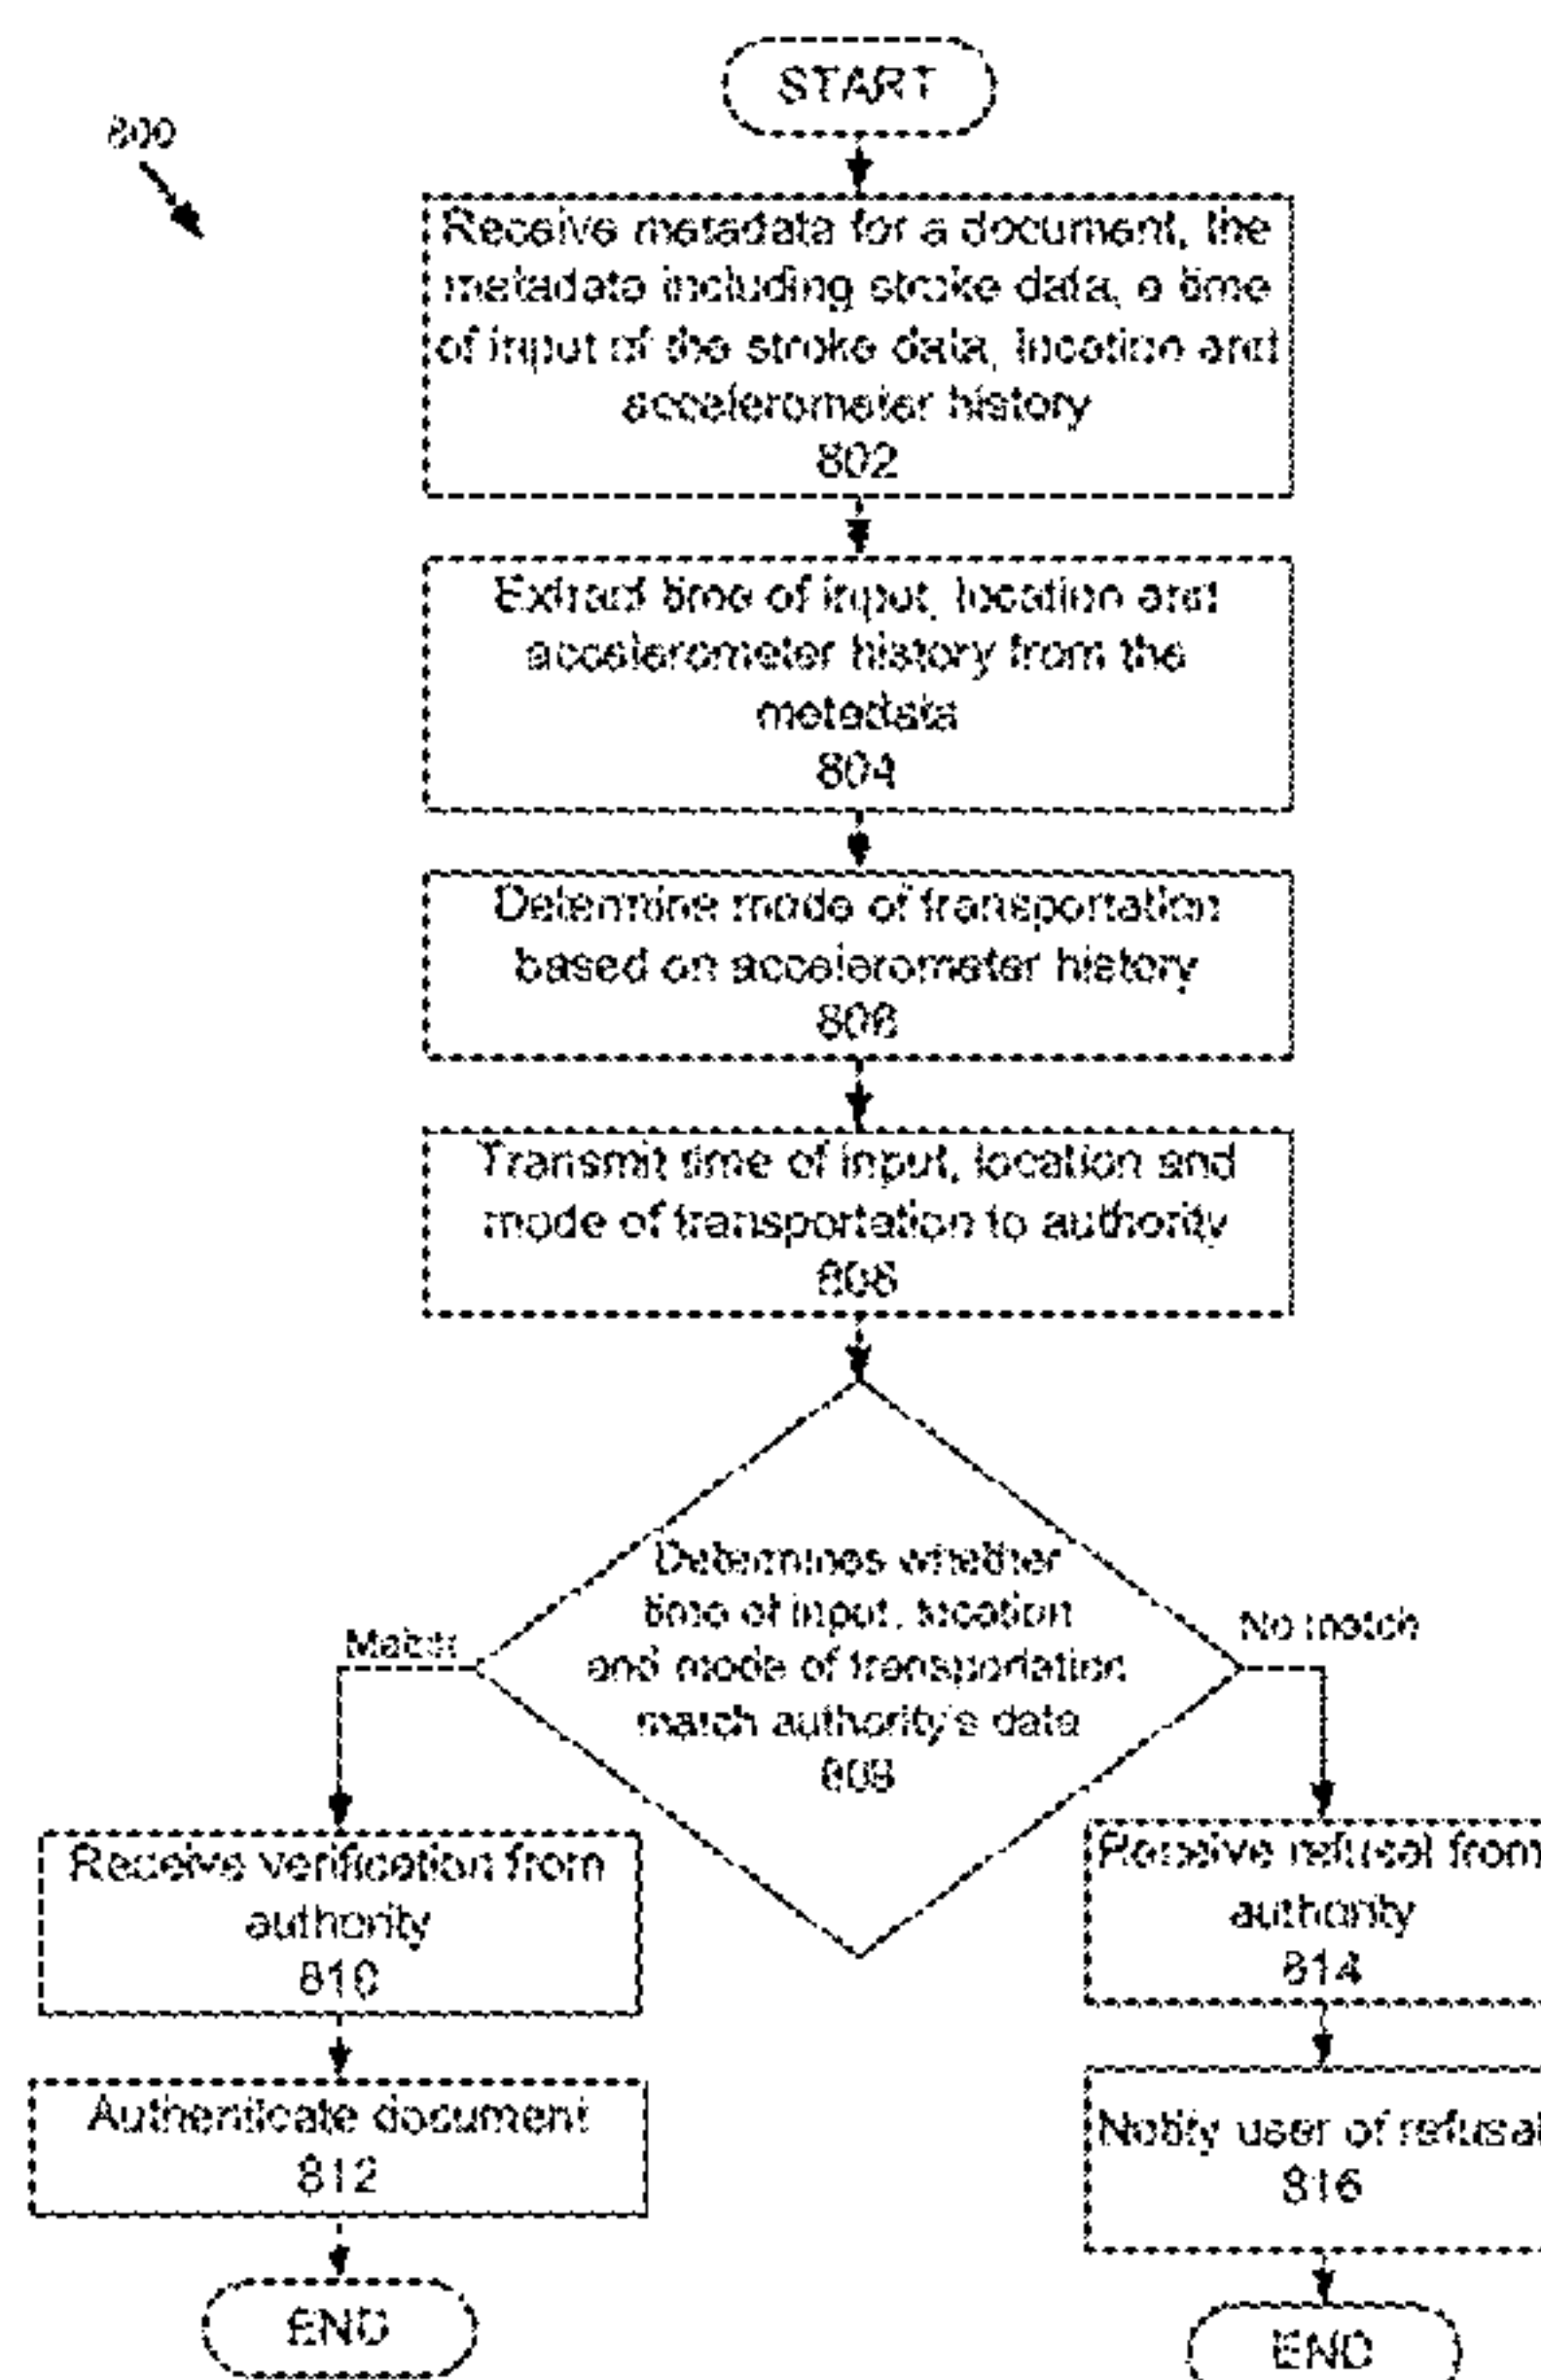 START
800
Receive metadata for a document, the
metadata including stroke data, a time
of input of the stroke data, location and
accelerometer history
802
Extract time of input, location and
accelerometer history from the
metadata
804
Determine mode of transportation
based on accelerometer history
806
Transmit time of input, location and
mode of transportation to authority
808
Determines whether
time of input, location
and mode of transportation
match authority's data
809
Match
No match
Receive verification from
authority
810
Receive refusal from
authority
814
Authenticate document
812
Notify user of refusal
816
END
END